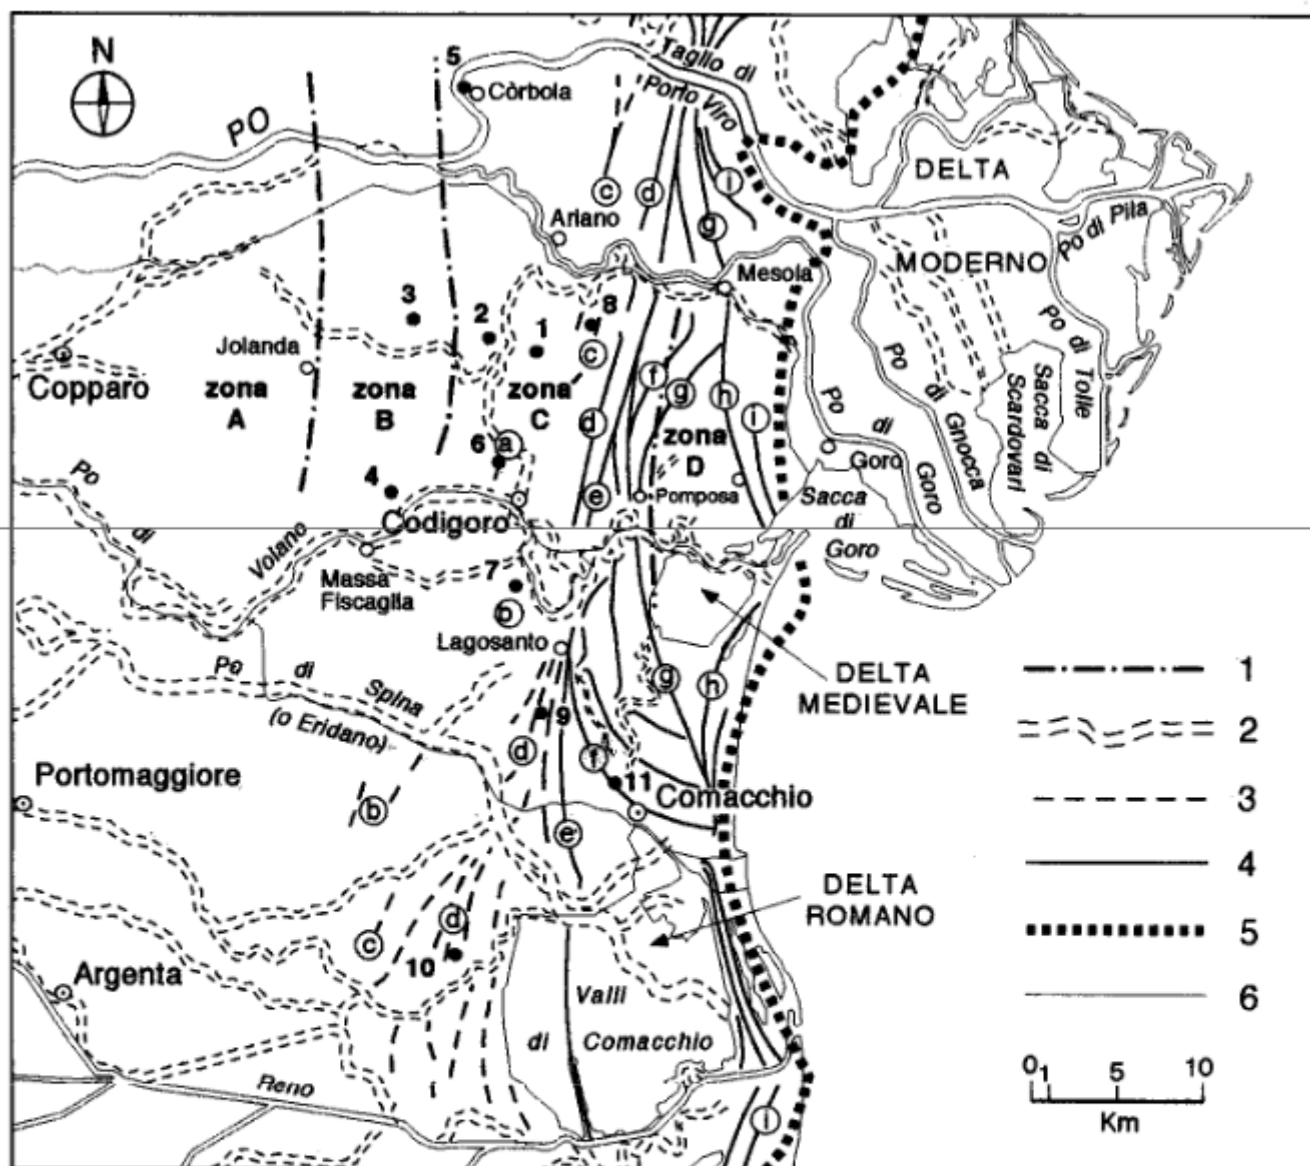 N
5
Taglio di
Porto Viro
Còrbola
PO
DELTA
c
d
i
g
Ariano
Po di Pila
MODERNO
Mesola
3
2
1
8
Jolanda
c
Copparo
zona
A
zona
B
zona
C
f
g
h
i
d
zona
D
Po
di
Goro
Po
di
Gnocca
Po di Tolle
Sacca di
Scardovari
6
a
4
e
Pomposa
Goro
Codigoro
Sacca
di
Goro
Po
di
Volano
Massa
Fiscaglia
7
b
Lagosanto
DELTA
MEDIEVALE
Po
di
Spina
(o Eridano)
g
h
9
d
f
11
Comacchio
Portomaggiore
b
e
DELTA
ROMANO
c
d
10
Argenta
Valli
di
Comacchio
Reno
i
1
2
3
4
5
6
0
1
5
10
Km